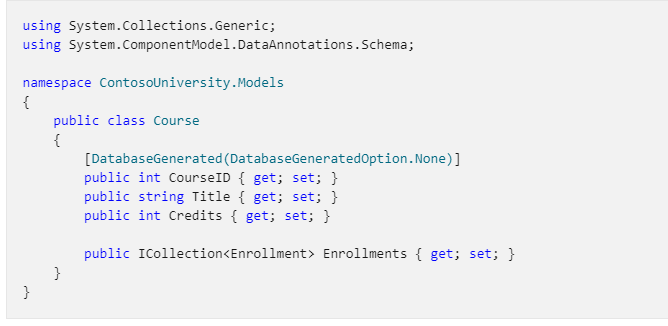 using System.Collections.Generic;
using System.ComponentModel.DataAnnotations.Schema;

namespace ContosoUniversity.Models
{
    public class Course
    {
        [DatabaseGenerated(DatabaseGeneratedOption.None)]
        public int CourseID { get; set; }
        public string Title { get; set; }
        public int Credits { get; set; }

        public ICollection<Enrollment> Enrollments { get; set; }
    }
}